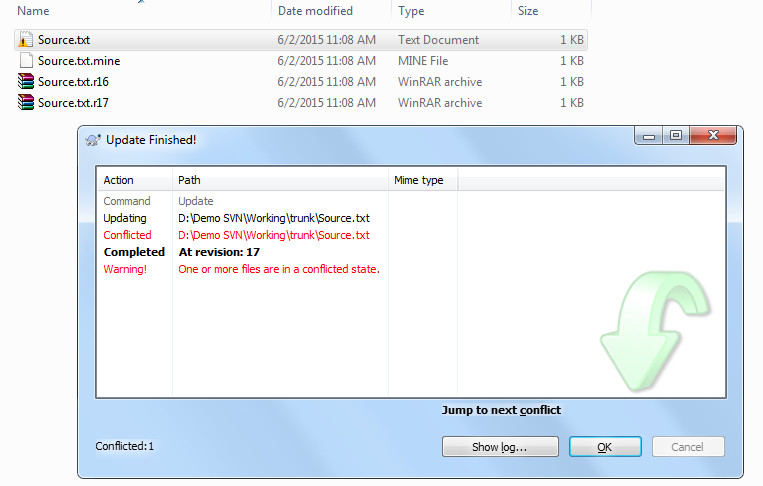 Name Date modified Type Size
Source.txt 6/2/2015 11:08 AM Text Document 1 KB
Source.txt.mine 6/2/2015 11:08 AM MINE File 1 KB
Source.txt.r16 6/2/2015 11:08 AM WinRAR archive 1 KB
Source.txt.r17 6/2/2015 11:08 AM WinRAR archive 1 KB
Update Finished!
Action Path Mime type
Command Update
Updating D:\Demo SVN\Working\trunk\Source.txt
Conflicted D:\Demo SVN\Working\trunk\Source.txt
Completed At revision: 17
Warning! One or more files are in a conflicted state.
Jump to next conflict
Conflicted:1 Show log... OK Cancel